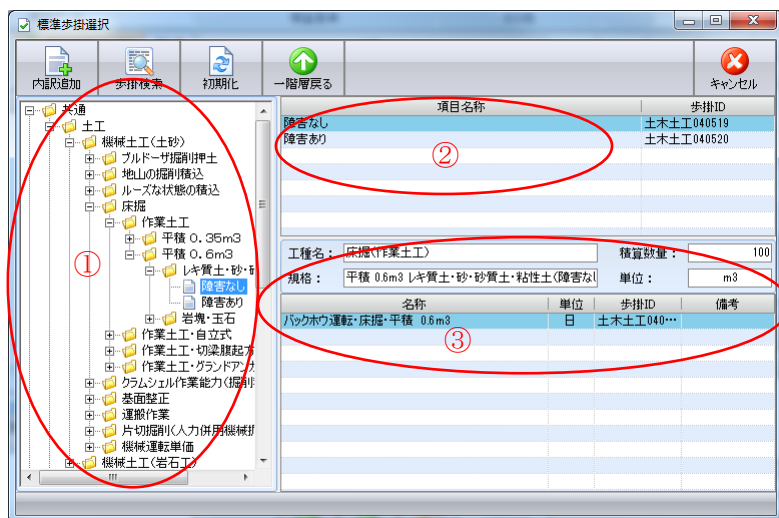 標準歩掛選択
内訳追加 歩掛検索 初期化 一階層戻る キャンセル
共通
土工
機械土工(土砂)
ブルドーザ掘削押土
地山の掘削積込
ルーズな状態の積込
床掘
作業土工
平積 0.35m3
平積 0.6m3
レキ質土・砂・
障害なし
障害あり
岩塊・玉石
作業土工・自立式
作業土工・切梁腹起方
作業土工・グランドアンカ
クラムシェル作業能力(掘削
基面整正
運搬作業
片切掘削(人力併用機械掘
機械運転単価
機械土工(岩石工)
①
項目名称 歩掛ID
障害なし 土木土工040519
障害あり 土木土工040520
②
工種名: 床掘(作業土工) 積算数量: 100
規格: 平積 0.6m3 レキ質土・砂・砂質土・粘性土(障害なし 単位: m3
名称 単位 歩掛ID 備考
バックホウ運転・床掘・平積 0.6m3 日 土木土工040…
③